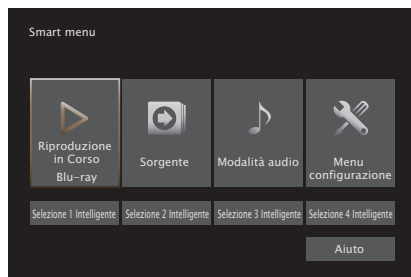 Smart menu
Riproduzione
in Corso
Blu-ray
Sorgente
Modalità audio
Menu
configurazione
Selezione 1 Intelligente
Selezione 2 Intelligente
Selezione 3 Intelligente
Selezione 4 Intelligente
Aiuto